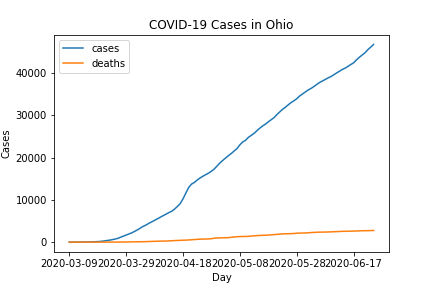 COVID-19 Cases in Ohio
cases
deaths
40000
30000
20000
10000
0
Cases
2020-03-09 2020-03-29 2020-04-18 2020-05-08 2020-05-28 2020-06-17
Day